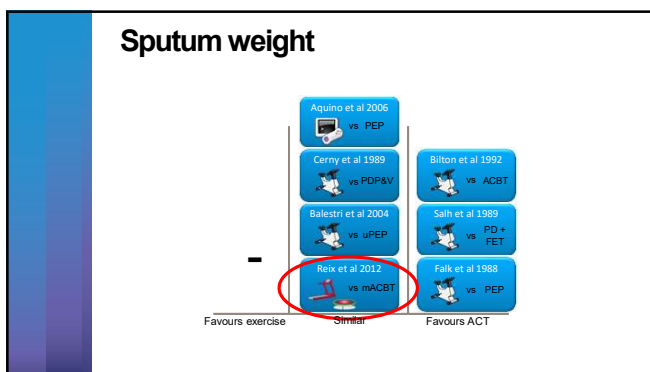 Sputum weight
Aquino et al 2006
vs PEP
Cerny et al 1989
vs PDP&V
Balestri et al 2004
vs uPEP
Reix et al 2012
vs mACBT
Bilton et al 1992
vs ACBT
Salh et al 1989
vs PD +
FET
Falk et al 1988
vs PEP
-
Favours exercise
Similar
Favours ACT